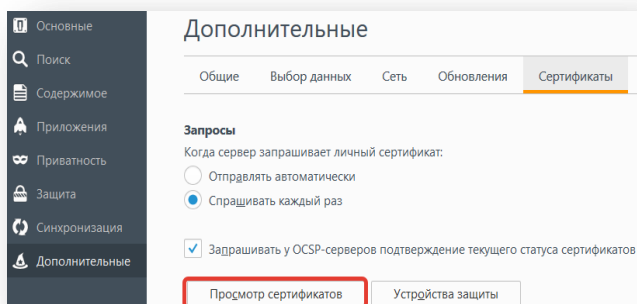 Основные
Поиск
Содержимое
Приложения
Приватность
Защита
Синхронизация
Дополнительные
Дополнительные
Общие Выбор данных Сеть Обновления Сертификаты
Запросы
Когда сервер запрашивает личный сертификат:
Отправлять автоматически
Спрашивать каждый раз
Запрашивать у OCSP-серверов подтверждение текущего статуса сертификатов
Просмотр сертификатов Устройства защиты